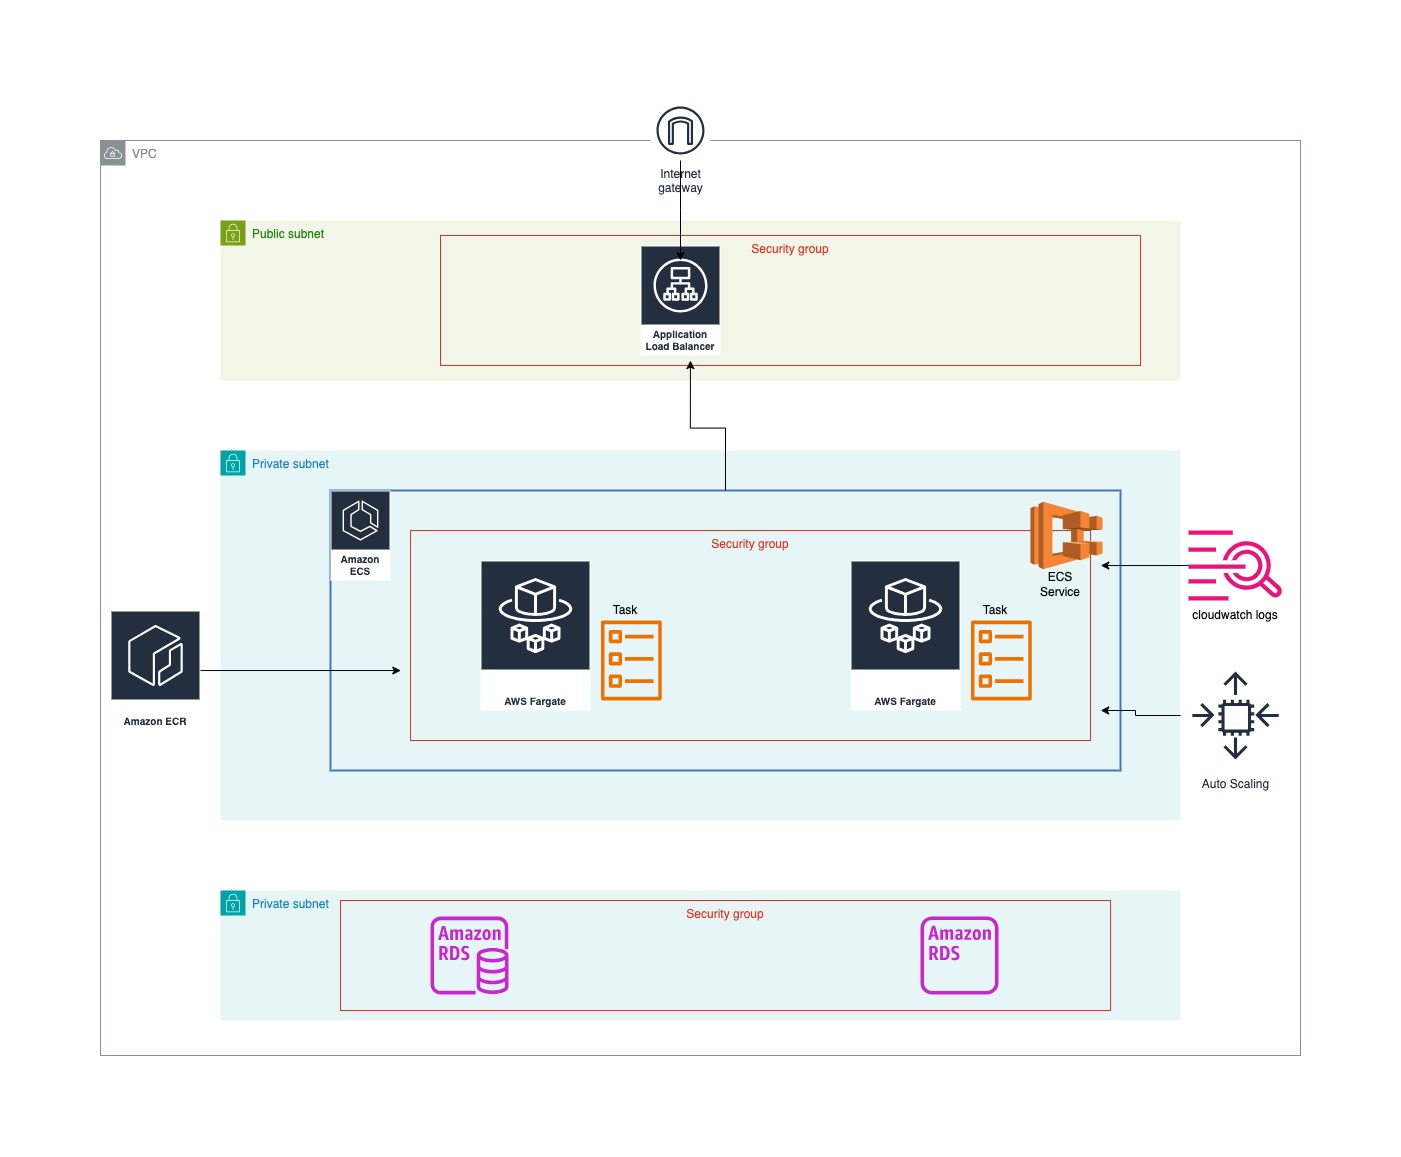 VPC
Internet
gateway
Public subnet
Security group
Application
Load Balancer
Private subnet
Amazon
ECS
Security group
ECS
Service
Task
Task
AWS Fargate
AWS Fargate
cloudwatch logs
Amazon ECR
Auto Scaling
Private subnet
Security group
Amazon
RDS
Amazon
RDS